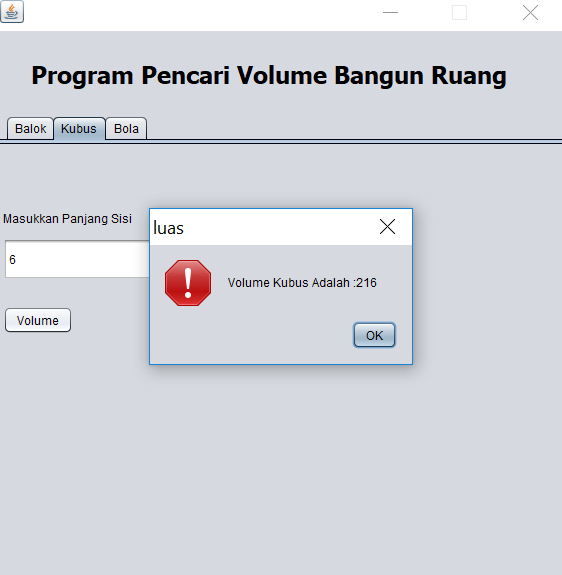 Program Pencari Volume Bangun Ruang
Balok Kubus Bola
Masukkan Panjang Sisi
6
Volume
luas
Volume Kubus Adalah :216
OK